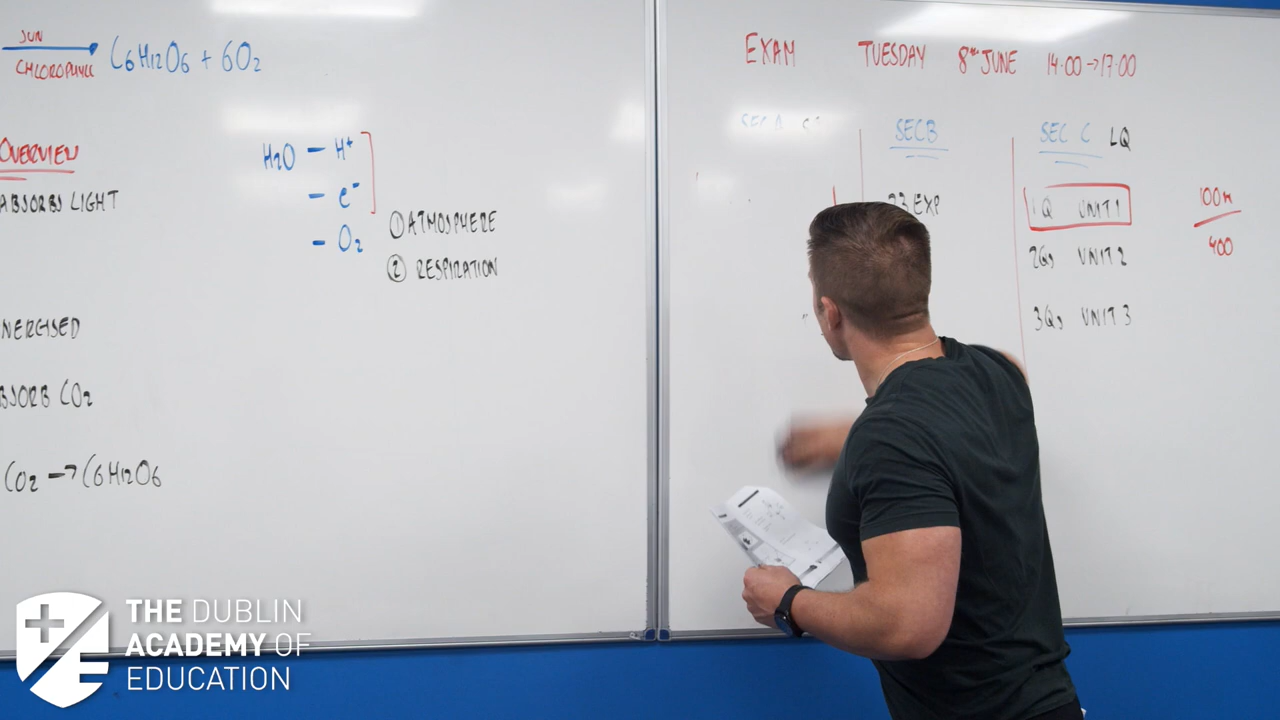 SUN
CHLOROPHYLL
C6H12O6 + 6O2
OVERVIEW
ABSORBS LIGHT
NERGISED
BSORB CO2
CO2 → C6H12O6
H2O – H+
– e-
– O2
① ATMOSPHERE
② RESPIRATION
EXAM TUESDAY 8TH JUNE 14:00 → 17:00
SEC B
EXP
SEC C LQ
1Q UNIT 1
2Qs UNIT 2
3Qs UNIT 3
100m
400
THE DUBLIN
ACADEMY OF
EDUCATION